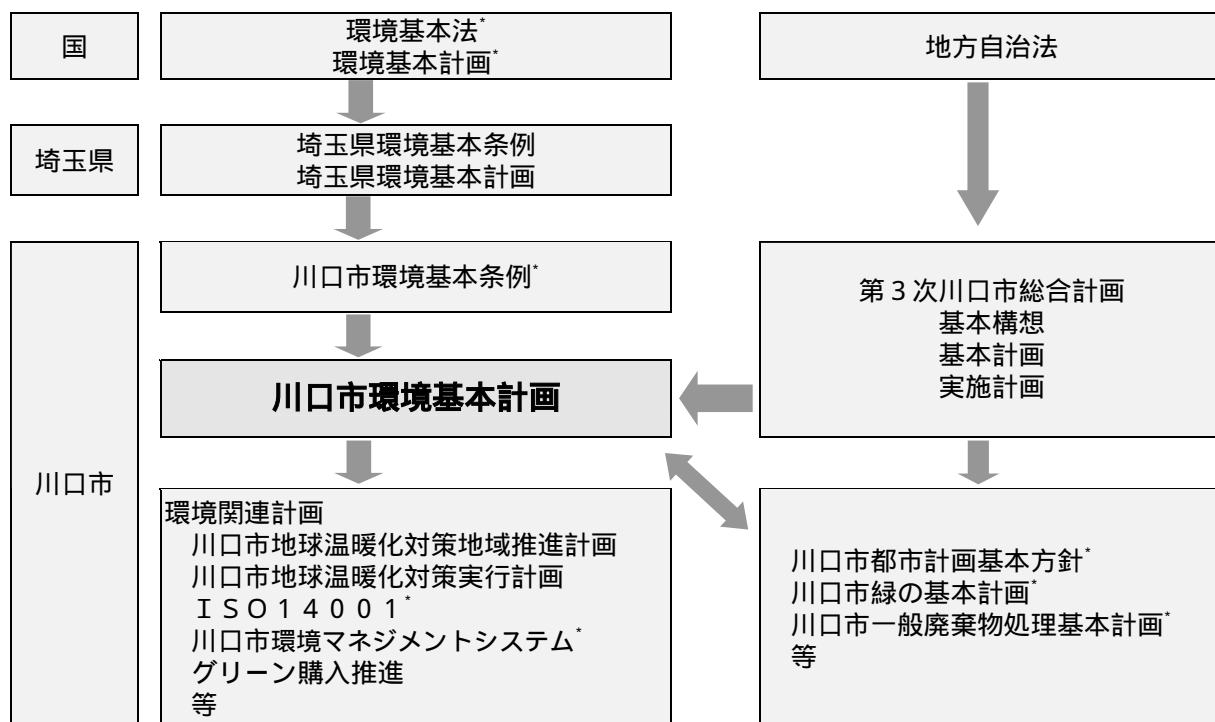 国
環境基本法*
環境基本計画*
地方自治法
埼玉県
埼玉県環境基本条例
埼玉県環境基本計画
川口市
川口市環境基本条例*
第３次川口市総合計画
基本構想
基本計画
実施計画
川口市環境基本計画
環境関連計画
川口市地球温暖化対策地域推進計画
川口市地球温暖化対策実行計画
ＩＳＯ１４００１*
川口市環境マネジメントシステム*
グリーン購入推進
等
川口市都市計画基本方針*
川口市緑の基本計画*
川口市一般廃棄物処理基本計画*
等